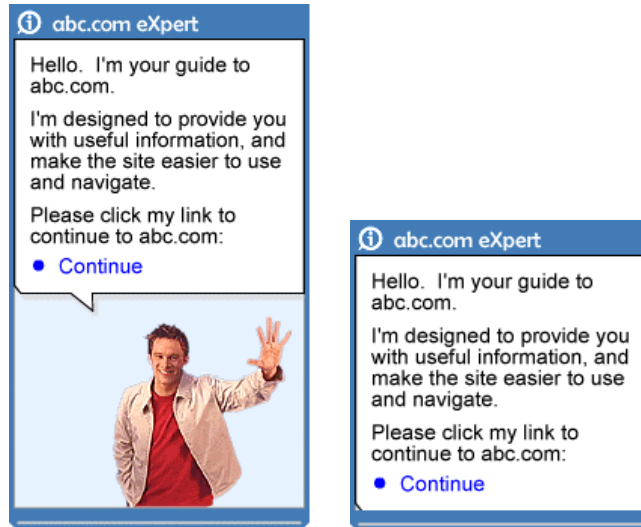 abc.com eXpert
Hello. I'm your guide to
abc.com.
I'm designed to provide you
with useful information, and
make the site easier to use
and navigate.
Please click my link to
continue to abc.com:
Continue
abc.com eXpert
Hello. I'm your guide to
abc.com.
I'm designed to provide you
with useful information, and
make the site easier to use
and navigate.
Please click my link to
continue to abc.com:
Continue